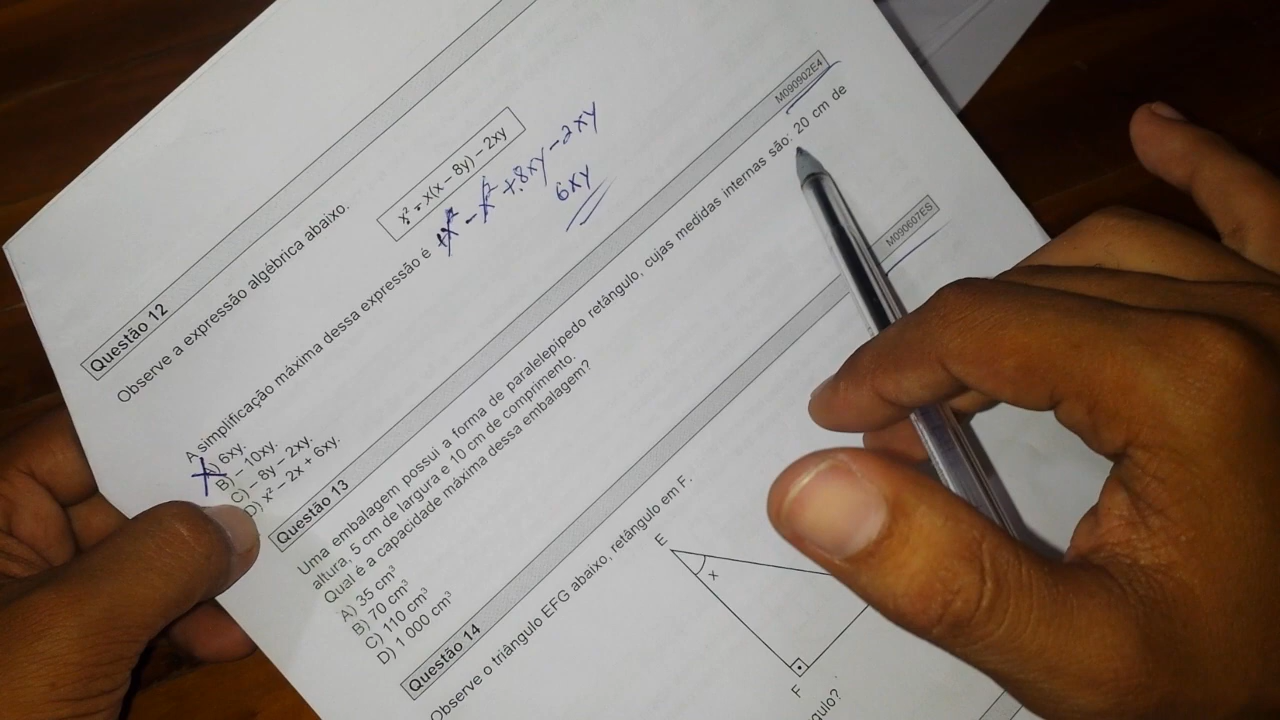 Questão 12
Observe a expressão algébrica abaixo.
x² - x(x – 8y) – 2xy
A simplificação máxima dessa expressão é
x² - x² + 8xy - 2xy
6xy
A) 6xy.
B) – 10xy.
C) – 8y – 2xy.
D) x² – 2x + 6xy.
Questão 13
M090902E4
Uma embalagem possui a forma de paralelepípedo retângulo, cujas medidas internas são: 20 cm de
altura, 5 cm de largura e 10 cm de comprimento.
Qual é a capacidade máxima dessa embalagem?
A) 35 cm³
B) 70 cm³
C) 110 cm³
D) 1 000 cm³
Questão 14
M090607ES
Observe o triângulo EFG abaixo, retângulo em F.
E
x
F